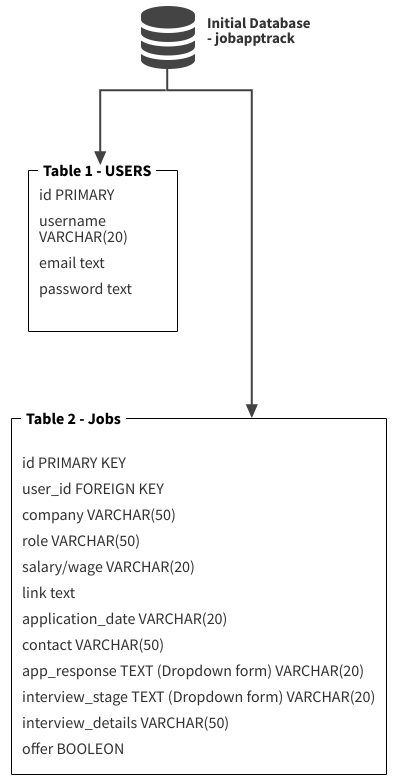 Initial Database
- jobapptrack
Table 1 - USERS
id PRIMARY
username
VARCHAR(20)
email text
password text
Table 2 - Jobs
id PRIMARY KEY
user_id FOREIGN KEY
company VARCHAR(50)
role VARCHAR(50)
salary/wage VARCHAR(20)
link text
application_date VARCHAR(20)
contact VARCHAR(50)
app_response TEXT (Dropdown form) VARCHAR(20)
interview_stage TEXT (Dropdown form) VARCHAR(20)
interview_details VARCHAR(50)
offer BOOLEON